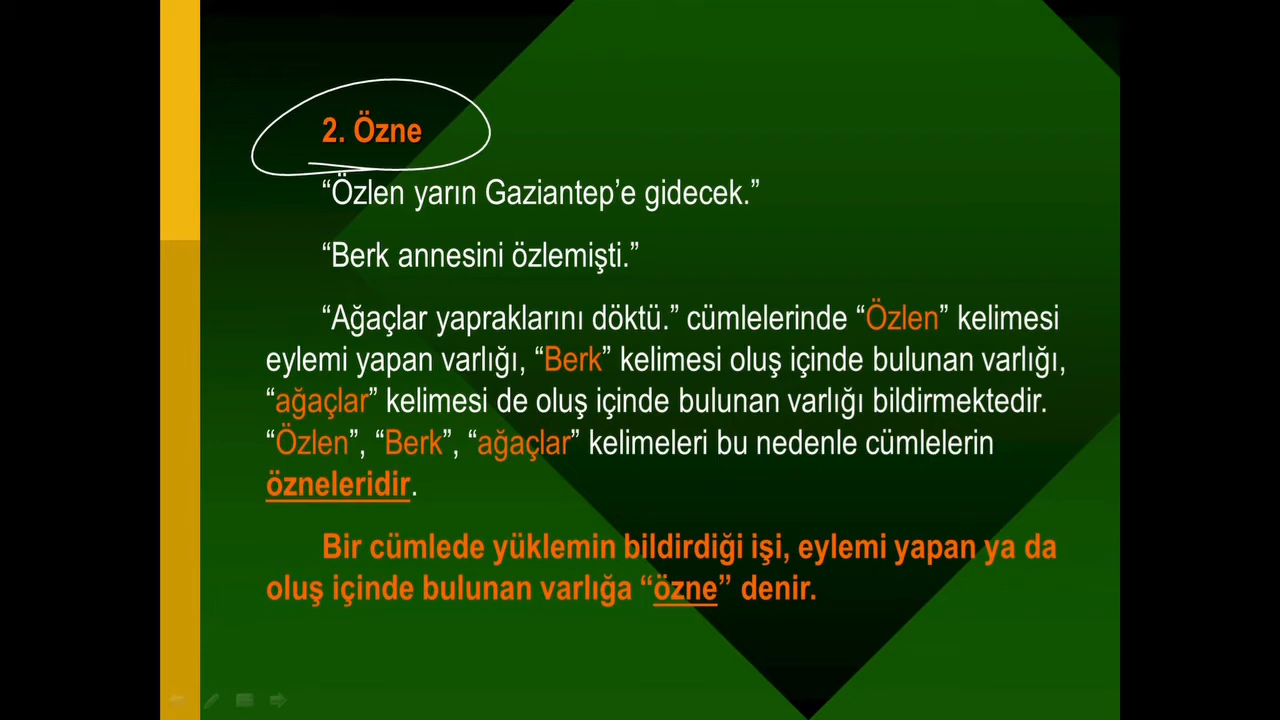 2. Özne
“Özlen yarın Gaziantep’e gidecek.”
“Berk annesini özlemişti.”
“Ağaçlar yapraklarını döktü.” cümlelerinde “Özlen” kelimesi
eylemi yapan varlığı, “Berk” kelimesi oluş içinde bulunan varlığı,
“ağaçlar” kelimesi de oluş içinde bulunan varlığı bildirmektedir.
“Özlen”, “Berk”, “ağaçlar” kelimeleri bu nedenle cümlelerin
özneleridir.
Bir cümlede yüklemin bildirdiği işi, eylemi yapan ya da
oluş içinde bulunan varlığa “özne” denir.